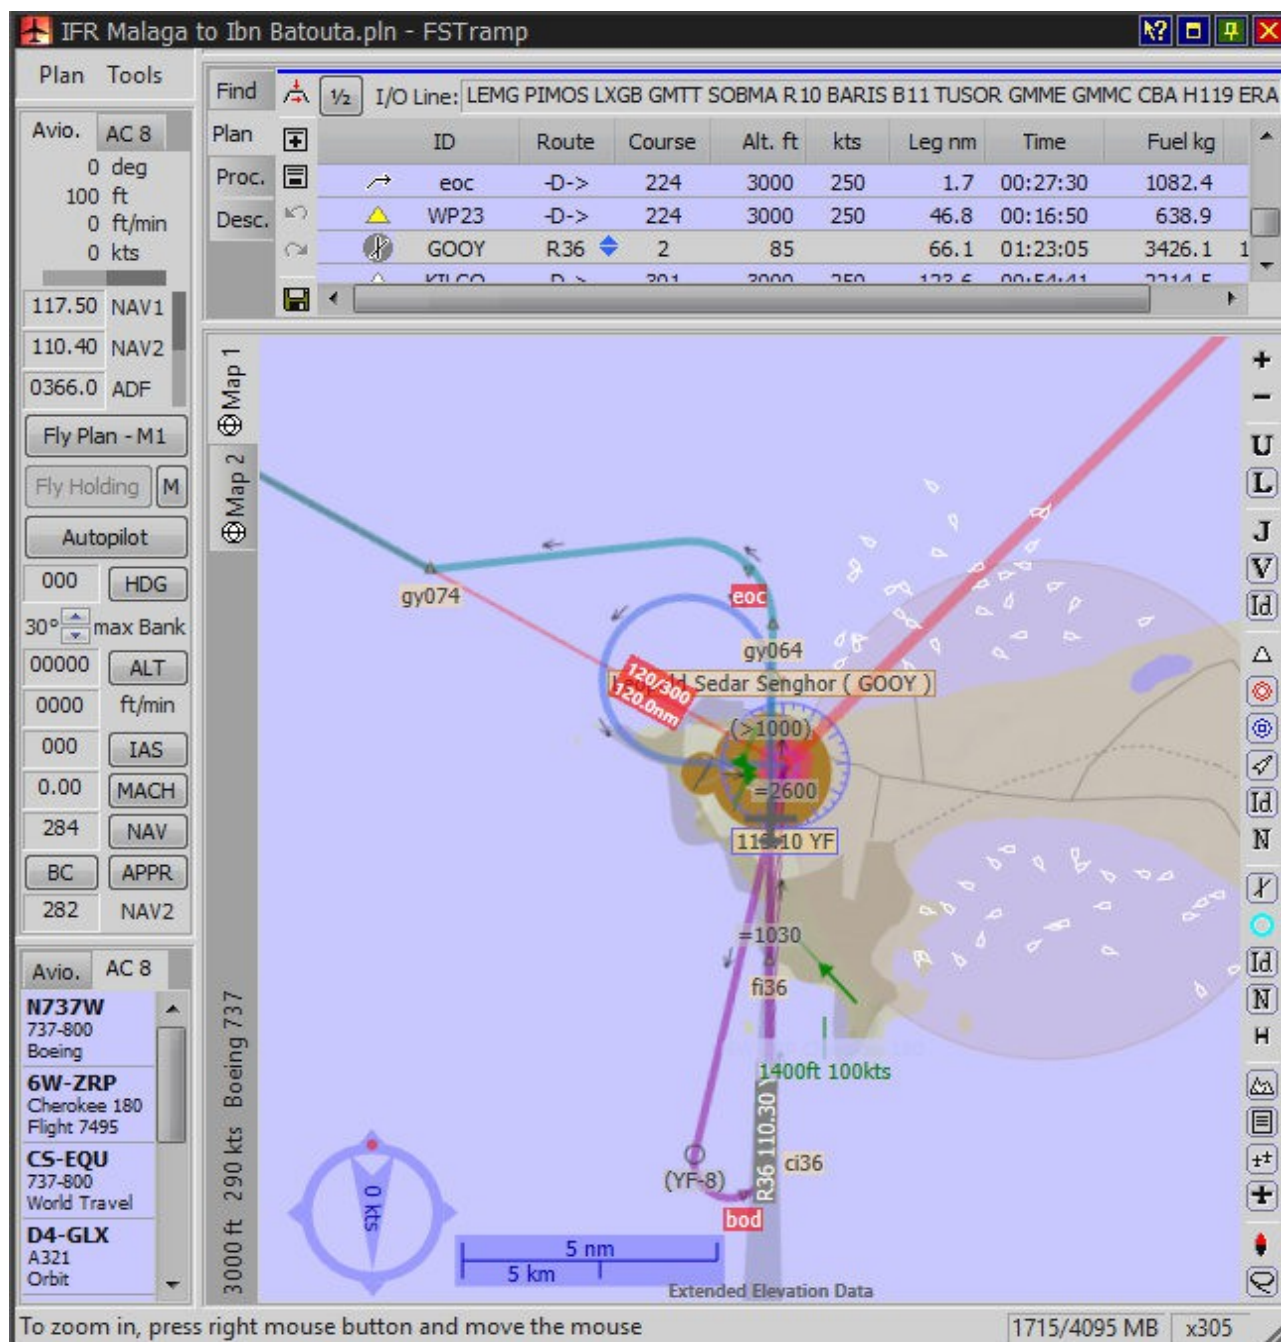 IFR Malaga to Ibn Batouta.pln - FSTramp
Plan Tools
Avio. AC 8
0 deg
100 ft
0 ft/min
0 kts
117.50 NAV1
110.40 NAV2
0366.0 ADF
Fly Plan - M1
Fly Holding M
Autopilot
000 HDG
30° max Bank
00000 ALT
0000 ft/min
000 IAS
0.00 MACH
284 NAV
BC APPR
282 NAV2
Avio. AC 8
N737W
737-800
Boeing
6W-ZRP
Cherokee 180
Flight 7495
CS-EQU
737-800
World Travel
D4-GLX
A321
Orbit
Find
Plan
Proc.
Desc.
½ I/O Line: LEMG PIMOS LXGB GMTT SOBMA R10 BARIS B11 TUSOR GMME GMMC CBA H119 ERA
ID Route Course Alt. ft kts Leg nm Time Fuel kg
eoc -D-> 224 3000 250 1.7 00:27:30 1082.4
WP23 -D-> 224 3000 250 46.8 00:16:50 638.9
GOOY R36 2 85 66.1 01:23:05 3426.1 1
Map 1
Map 2
3000 ft 290 kts Boeing 737
gy074
eoc
gy064
Sedar Senghor ( GOOY )
120/300
120.0nm
(>1000)
=2600
YF
=1030
fi36
1400ft 100kts
R36 110.30
ci36
(YF-8)
bod
0 kts
5 nm
5 km
Extended Elevation Data
+
-
U
L
J
V
Id
Id
N
Id
N
H
To zoom in, press right mouse button and move the mouse
1715/4095 MB x305